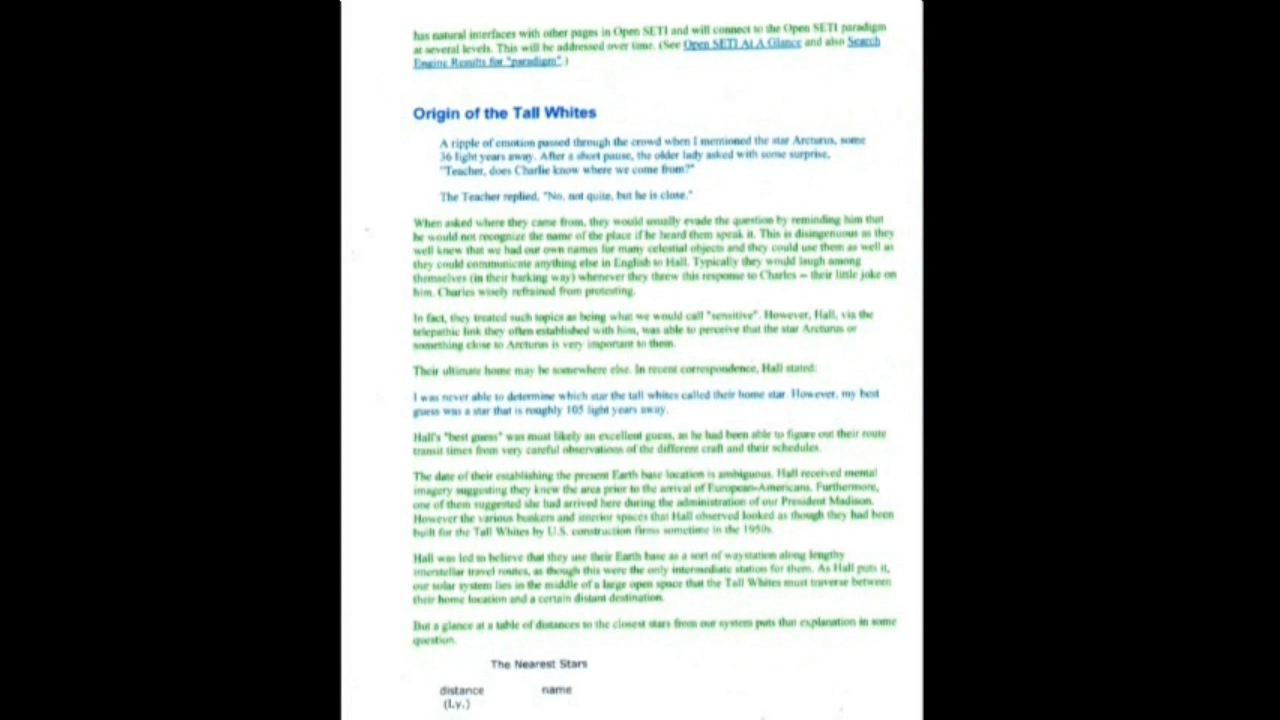 has natural interfaces with other pages in Open SETI and will connect to the Open SETI paradigm
at several levels. This will be addressed over time. (See Open SETI At A Glance and also Search
Engine Results for "paradigm".)
Origin of the Tall Whites
A ripple of emotion passed through the crowd when I mentioned the star Arcturus, some
36 light years away. After a short pause, the older lady asked with some surprise,
"Teacher, does Charlie know where we come from?"
The Teacher replied, "No, not quite, but he is close."
When asked where they came from, they would usually evade the question by reminding him that
he would not recognize the name of the place if he heard them speak it. This is disingenuous as they
well knew that we had our own names for many celestial objects and they could use them as well as
they could communicate anything else in English to Hall. Typically they would laugh among
themselves (in their barking way) whenever they threw this response to Charles -- their little joke on
him. Charles wisely refrained from protesting.
In fact, they treated such topics as being what we would call "sensitive". However, Hall, via the
telepathic link they often established with him, was able to perceive that the star Arcturus or
something close to Arcturus is very important to them.
Their ultimate home may be somewhere else. In recent correspondence, Hall stated:
I was never able to determine which star the tall whites called their home star. However, my best
guess was a star that is roughly 105 light years away.
Hall's "best guess" was most likely an excellent guess, as he had been able to figure out their route
transit times from very careful observations of the different craft and their schedules.
The date of their establishing the present Earth base location is ambiguous. Hall received mental
imagery suggesting they knew the area prior to the arrival of European-Americans. Furthermore,
one of them suggested she had arrived here during the administration of our President Madison.
However the various bunkers and interior spaces that Hall observed looked as though they had been
built for the Tall Whites by U.S. construction firms sometime in the 1950s.
Hall was led to believe that they use their Earth base as a sort of waystation along lengthy
interstellar travel routes, as though this were the only intermediate station for them. As Hall puts it,
our solar system lies in the middle of a large open space that the Tall Whites must traverse between
their home location and a certain distant destination.
But a glance at a table of distances to the closest stars from our system puts that explanation in some
question.
The Nearest Stars
distance name
(l.y.)